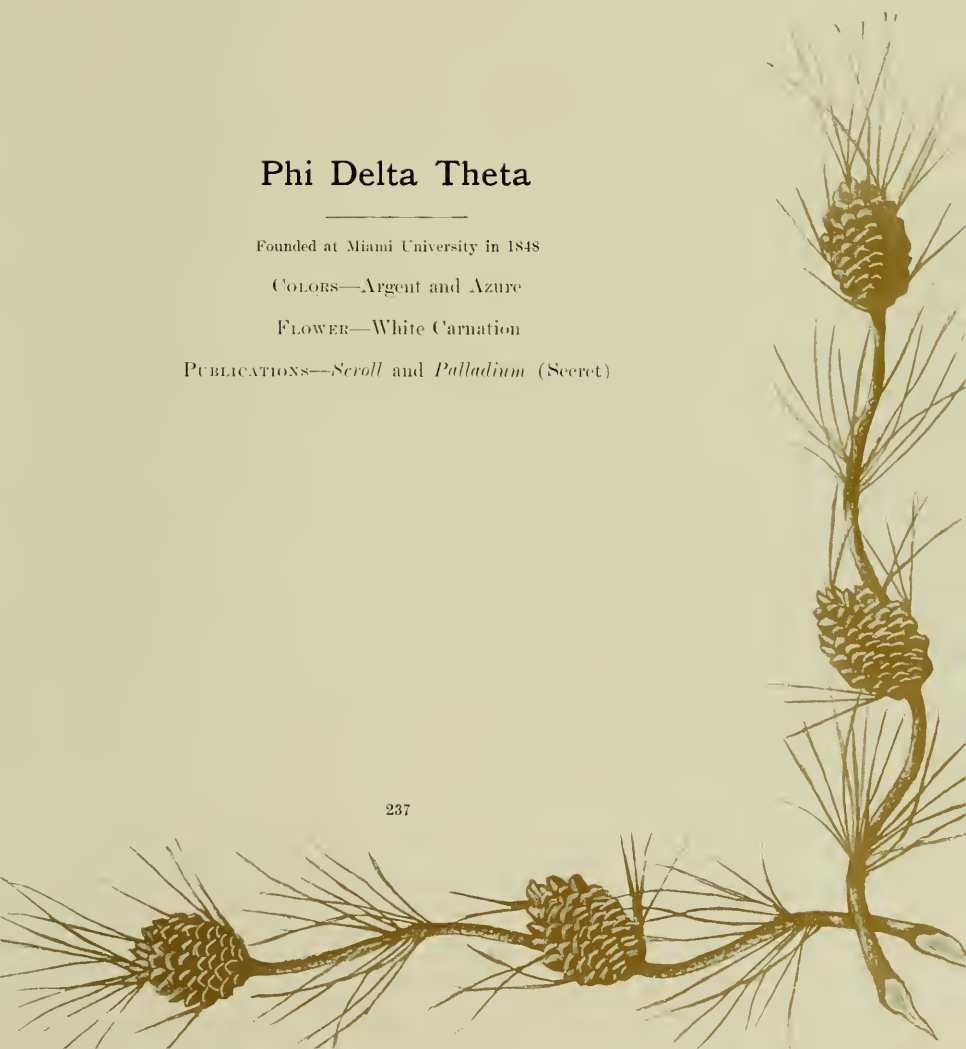 Phi Delta Theta
Founded at Miami University in 1848
COLORS—Argent and Azure
FLOWER—White Carnation
PUBLICATIONS—Scroll and Palladium (Secret)
237